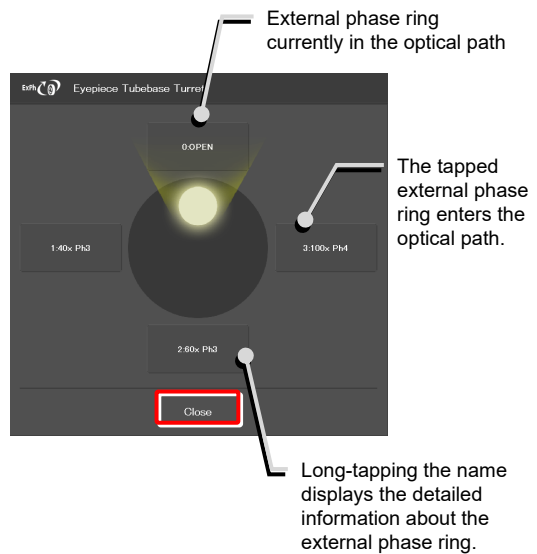 External phase ring
currently in the optical path
ExPh Eyepiece Tubebase Turret
0:OPEN
The tapped
external phase
ring enters the
optical path.
1:40x Ph3
3:100x Ph4
2:60x Ph3
Close
Long-tapping the name
displays the detailed
information about the
external phase ring.